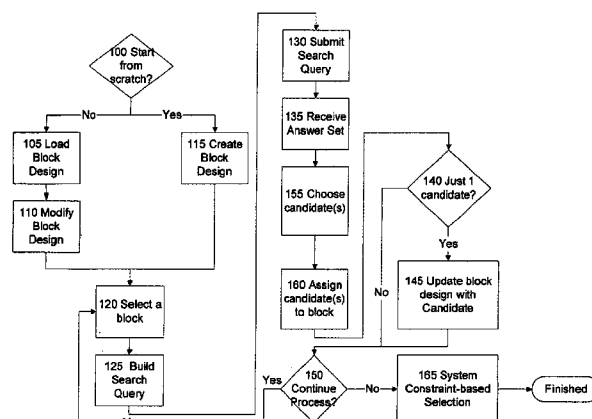 100 Start
from
scratch?
No
Yes
105 Load
Block
Design
115 Create
Block
Design
110 Modify
Block
Design
120 Select a
block
125 Build
Search
Query
130 Submit
Search
Query
135 Receive
Answer Set
155 Choose
candidate(s)
160 Assign
candidate(s)
to block
140 Just 1
candidate?
Yes
No
145 Update block
design with
Candidate
150
Continue
Process?
Yes
No
165 System
Constraint-based
Selection
Finished